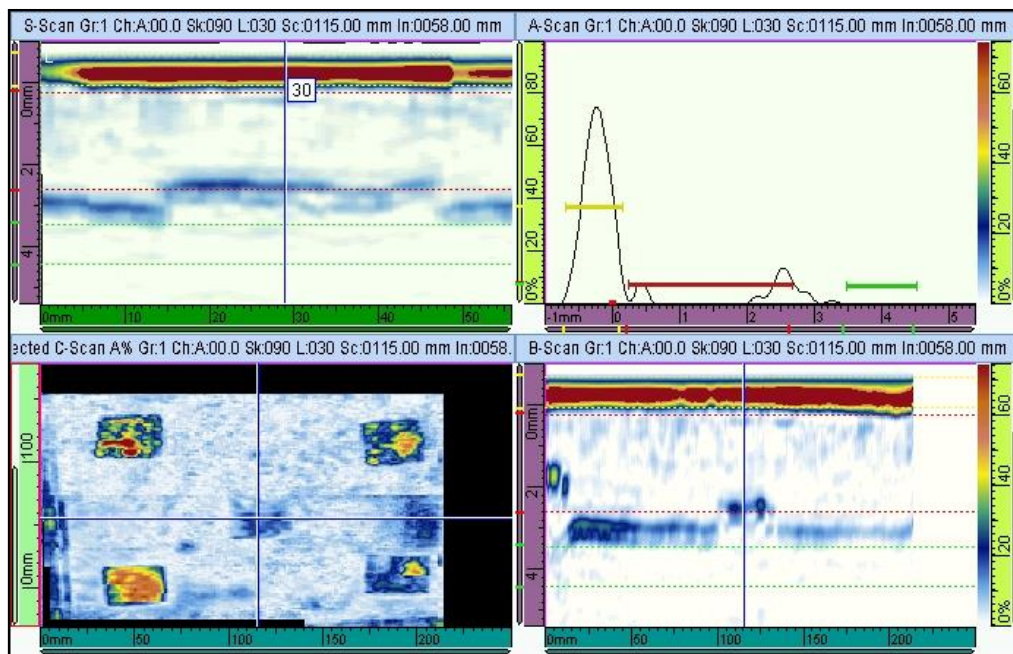 S-Scan Gr:1 Ch:A:00.0 Sk:090 L:030 Sc:0115.00 mm In:0058.00 mm
L
30
0mm
2
4
0mm 10 20 30 40 50
A-Scan Gr:1 Ch:A:00.0 Sk:090 L:030 Sc:0115.00 mm In:0058.00 mm
80
60
40
20
0%
-1mm 0 1 2 3 4 5
60
40
20
0%
ected C-Scan A% Gr:1 Ch:A:00.0 Sk:090 L:030 Sc:0115.00 mm In:0058.
100
0mm
0mm 50 100 150 200
B-Scan Gr:1 Ch:A:00.0 Sk:090 L:030 Sc:0115.00 mm In:0058.00 mm
0mm
2
4
0mm 50 100 150 200
60
40
20
0%